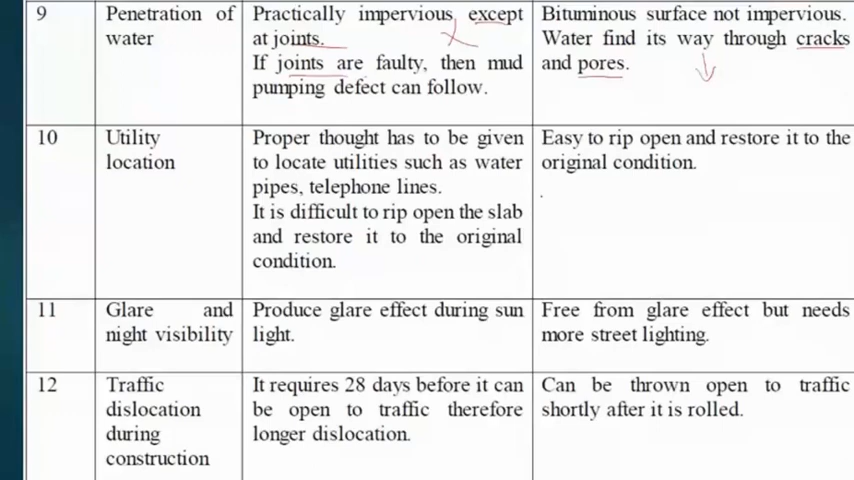 9 Penetration of Practically impervious except Bituminous surface not impervious.
water at joints. Water find its way through cracks
If joints are faulty, then mud and pores.
pumping defect can follow.
10 Utility Proper thought has to be given Easy to rip open and restore it to the
location to locate utilities such as water original condition.
pipes, telephone lines.
It is difficult to rip open the slab
and restore it to the original
condition.
11 Glare and Produce glare effect during sun Free from glare effect but needs
night visibility light. more street lighting.
12 Traffic It requires 28 days before it can Can be thrown open to traffic
dislocation be open to traffic therefore shortly after it is rolled.
during longer dislocation.
construction